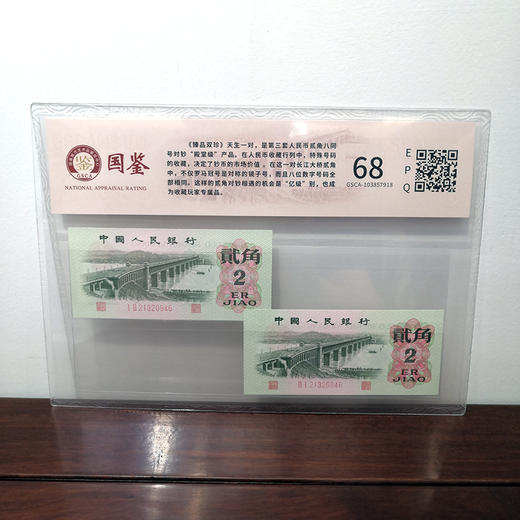 国鉴
GSCA
NATIONAL APPRAISAL RATING
《臻品双珍》天生一对，是第三套人民币贰角八同
号对钞“殿堂级”产品。在人民币收藏行列中，特殊号码
的收藏，决定了钞币的市场价值。在这一对长江大桥贰角
中，不仅罗马冠号是对称的镜子号，而且八位数字号码全
部相同。这样的贰角对钞相遇的机会是“亿级”别，也成
为收藏玩家专属品。
68
GSCA-103857918
E
P
Q
中國人民銀行
貳角
2
ER
JIAO
I II 21320946
中國人民銀行
貳角
2
ER
JIAO
II I 21320946